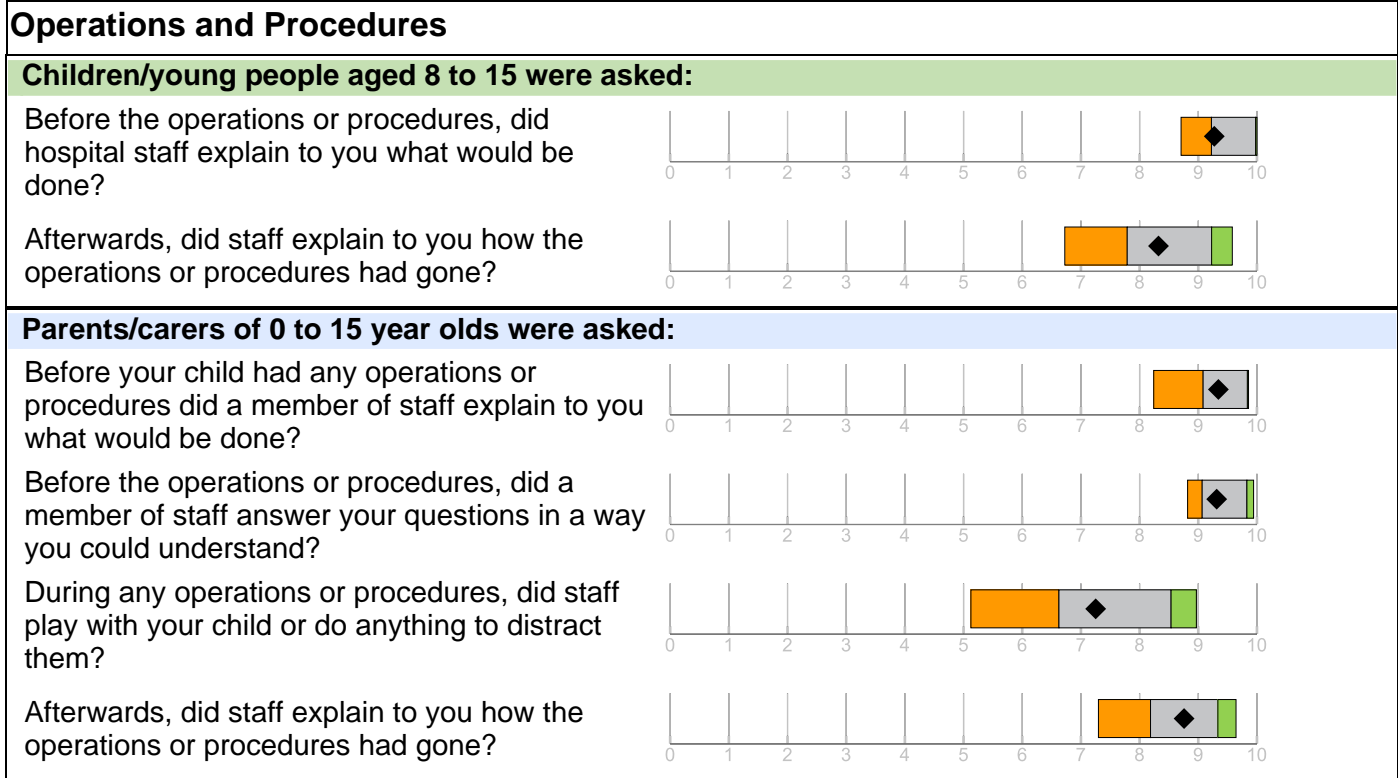 Operations and Procedures
Children/young people aged 8 to 15 were asked:
Before the operations or procedures, did
hospital staff explain to you what would be
done?
0 1 2 3 4 5 6 7 8 9 10
Afterwards, did staff explain to you how the
operations or procedures had gone?
0 1 2 3 4 5 6 7 8 9 10
Parents/carers of 0 to 15 year olds were asked:
Before your child had any operations or
procedures did a member of staff explain to you
what would be done?
0 1 2 3 4 5 6 7 8 9 10
Before the operations or procedures, did a
member of staff answer your questions in a way
you could understand?
0 1 2 3 4 5 6 7 8 9 10
During any operations or procedures, did staff
play with your child or do anything to distract
them?
0 1 2 3 4 5 6 7 8 9 10
Afterwards, did staff explain to you how the
operations or procedures had gone?
0 1 2 3 4 5 6 7 8 9 10